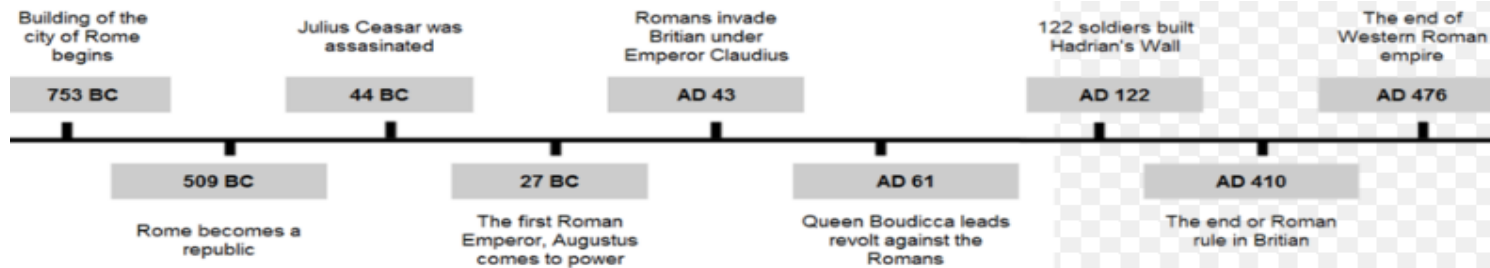 Building of the
city of Rome
begins
753 BC
509 BC
Rome becomes a
republic
Julius Ceasar was
assasinated
44 BC
27 BC
The first Roman
Emperor, Augustus
comes to power
Romans invade
Britian under
Emperor Claudius
AD 43
AD 61
Queen Boudicca leads
revolt against the
Romans
122 soldiers built
Hadrian's Wall
AD 122
AD 410
The end or Roman
rule in Britian
The end of
Western Roman
empire
AD 476